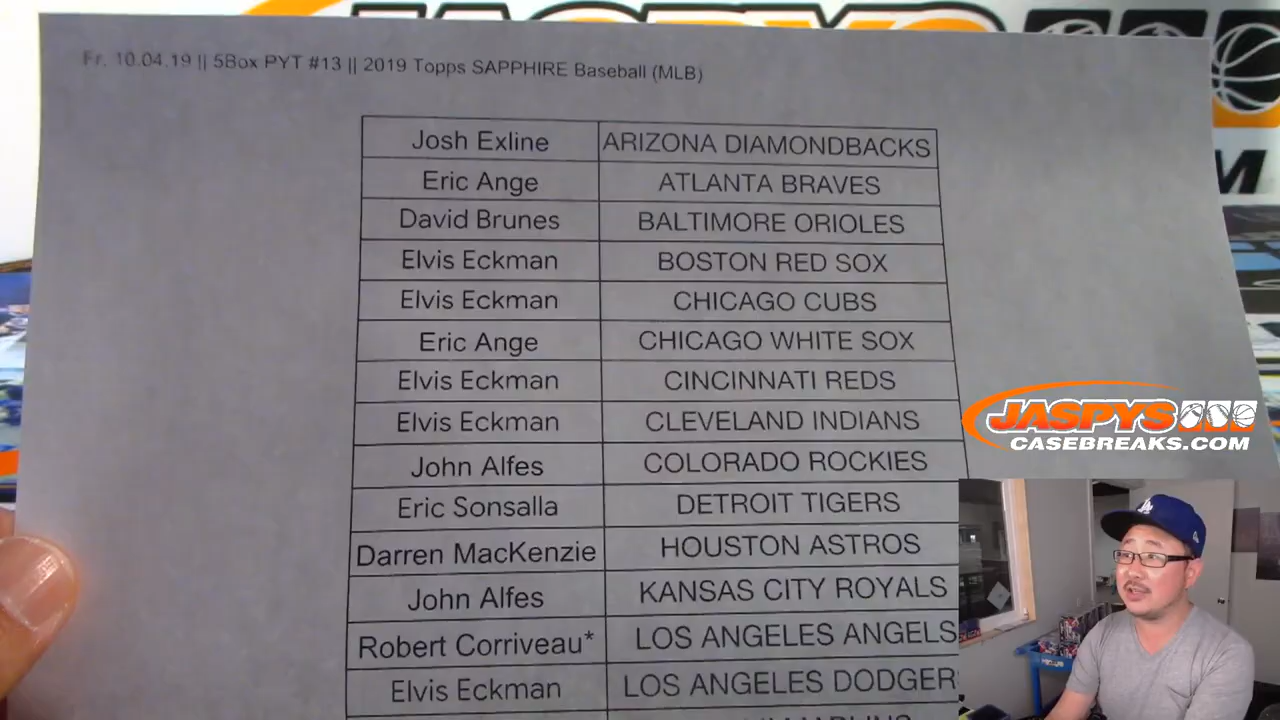 Fr. 10.04.19 || 5Box PYT #13 || 2019 Topps SAPPHIRE Baseball (MLB)
Josh Exline ARIZONA DIAMONDBACKS
Eric Ange ATLANTA BRAVES
David Brunes BALTIMORE ORIOLES
Elvis Eckman BOSTON RED SOX
Elvis Eckman CHICAGO CUBS
Eric Ange CHICAGO WHITE SOX
Elvis Eckman CINCINNATI REDS
Elvis Eckman CLEVELAND INDIANS
John Alfes COLORADO ROCKIES
Eric Sonsalla DETROIT TIGERS
Darren MacKenzie HOUSTON ASTROS
John Alfes KANSAS CITY ROYALS
Robert Corriveau* LOS ANGELES ANGELS
Elvis Eckman LOS ANGELES DODGER
JASPYS
CASEBREAKS.COM
LA